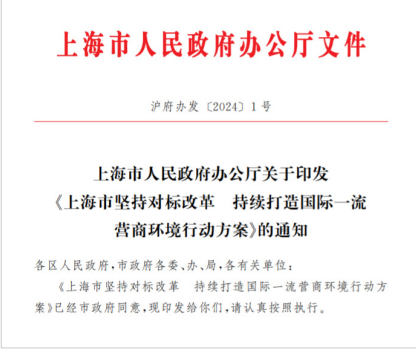 上海市人民政府办公厅文件
沪府办发〔2024〕1号
上海市人民政府办公厅关于印发
《上海市坚持对标改革　持续打造国际一流
营商环境行动方案》的通知
各区人民政府,市政府各委、办、局,各有关单位:
《上海市坚持对标改革　持续打造国际一流营商环境行动方
案》已经市政府同意,现印发给你们,请认真按照执行。